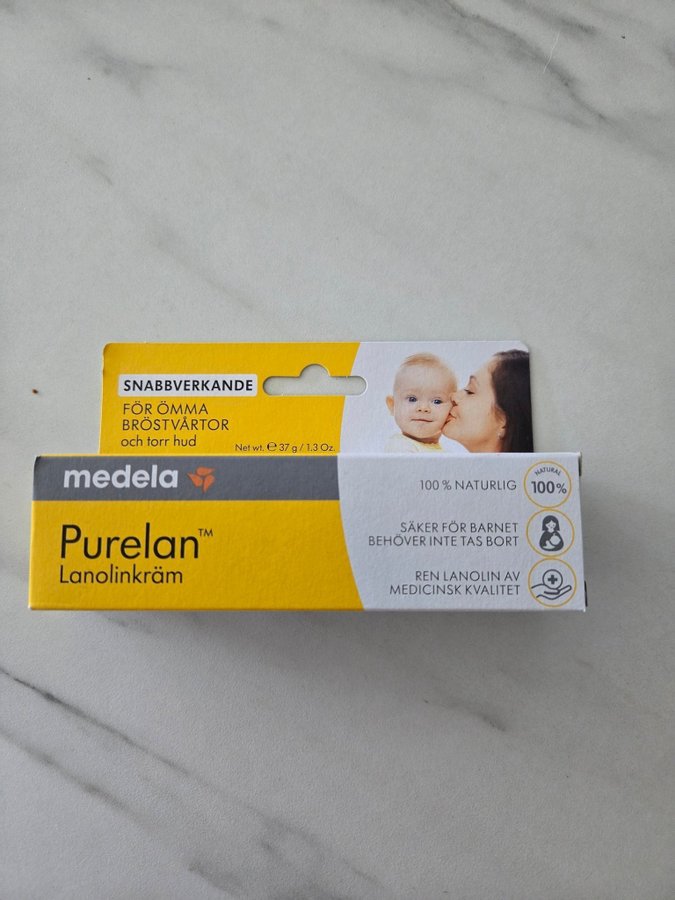 SNABBVERKANDE
FÖR ÖMMA
BRÖSTVÅRTOR
och torr hud
Net wt. ℮ 37 g / 1.3 Oz.
medela
Purelan™
Lanolinkräm
100 % NATURLIG
NATURAL
100%
SÄKER FÖR BARNET
BEHÖVER INTE TAS BORT
REN LANOLIN AV
MEDICINSK KVALITET